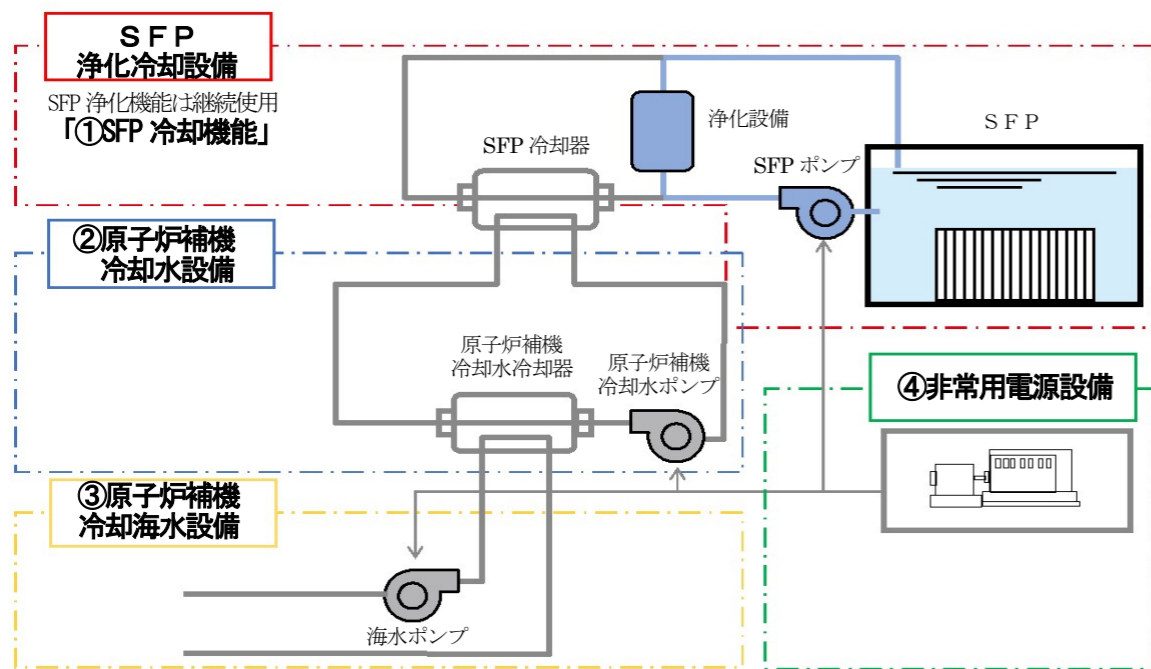 SFP
浄化冷却設備
SFP 浄化機能は継続使用
「①SFP 冷却機能」
SFP 冷却器
浄化設備
SFP ポンプ
SFP
②原子炉補機
冷却水設備
原子炉補機
冷却水冷却器
原子炉補機
冷却水ポンプ
④非常用電源設備
③原子炉補機
冷却海水設備
海水ポンプ